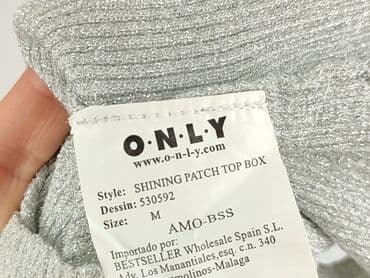 O·N·L·Y
www.o-n-l-y.com
Style: SHINING PATCH TOP BOX
Dessin: 530592
Size: M
AMO-BSS
Importado por:
BESTSELLER Wholesale Spain S.L.
Adv. Los Manantiales,esq. c.n. 340
Torremolinos-Malaga